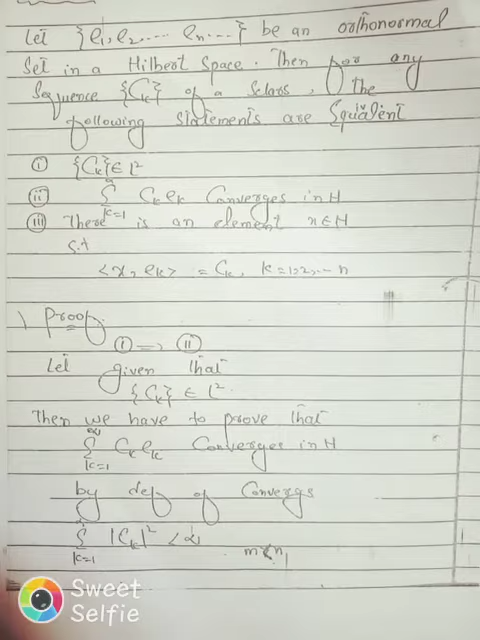 Let {e1, e2, .... en....} be an orthonormal
Set in a Hilbert Space. Then for any
Sequence {Ck} of a Sclars, The
following Statements are Equialent
(i) {Ck} ∈ l²
(ii) ∞∑k=1 Ck ek Converges in H
(iii) There is an element x ∈ H
S.t
<x, ek> = Ck, k = 1,2,... n
Proof
(i) => (ii)
Let given that
{Ck} ∈ l²
Then we have to prove that
∞∑k=1 Ck ek Converges in H
by def of Convergs
∑k=1 |Ck|² < ∞
m < n
Sweet
Selfie